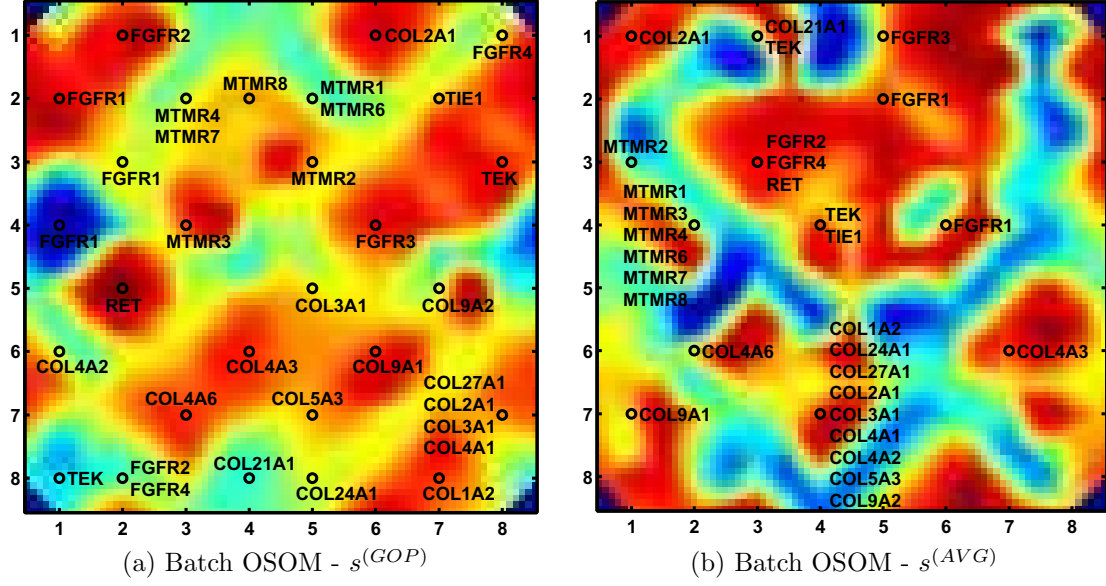 1
2
3
4
5
6
7
8
FGFR2
COL2A1
FGFR4
FGFR1
MTMR4
MTMR7
MTMR8
MTMR1
MTMR6
TIE1
FGFR1
MTMR2
TEK
FGFR1
MTMR3
FGFR3
RET
COL3A1
COL9A2
COL4A2
COL4A3
COL9A1
COL4A6
COL5A3
COL27A1
COL2A1
COL3A1
COL4A1
TEK
FGFR2
FGFR4
COL21A1
COL24A1
COL1A2
1 2 3 4 5 6 7 8
(a) Batch OSOM - s(GOP)
1
2
3
4
5
6
7
8
COL2A1
COL21A1
TEK
FGFR3
FGFR1
MTMR2
FGFR2
FGFR4
RET
MTMR1
MTMR3
MTMR4
MTMR6
MTMR7
MTMR8
TEK
TIE1
FGFR1
COL4A6
COL4A3
COL9A1
COL1A2
COL24A1
COL27A1
COL2A1
COL3A1
COL4A1
COL4A2
COL5A3
COL9A2
1 2 3 4 5 6 7 8
(b) Batch OSOM - s(AVG)